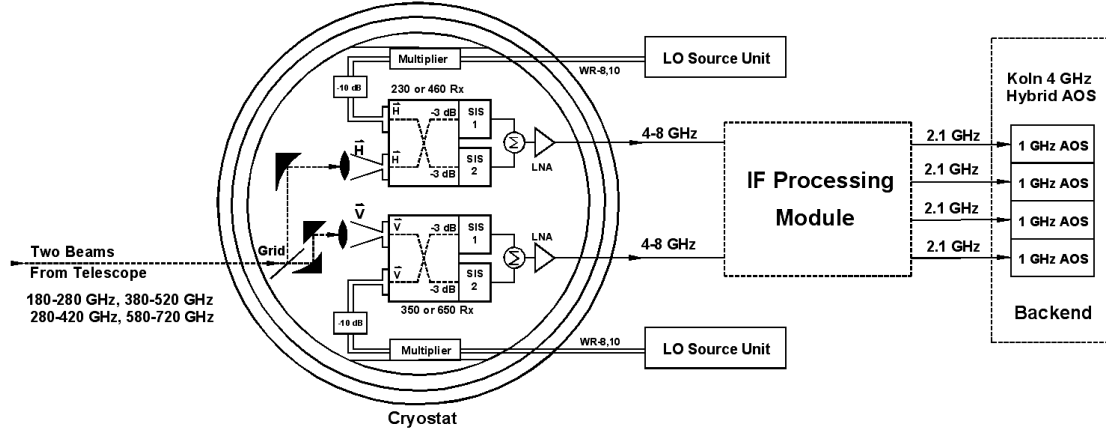 LO Source Unit
Multiplier
WR-8,10
-10 dB
230 or 460 Rx
H
-3 dB
SIS
1
H
H
-3 dB
SIS
2
Σ
LNA
4-8 GHz
V
V
-3 dB
SIS
1
V
-3 dB
SIS
2
Σ
LNA
4-8 GHz
350 or 650 Rx
-10 dB
Multiplier
WR-8,10
LO Source Unit
Grid
Two Beams
From Telescope
180-280 GHz, 380-520 GHz
280-420 GHz, 580-720 GHz
Cryostat
IF Processing
Module
2.1 GHz
2.1 GHz
2.1 GHz
2.1 GHz
Koln 4 GHz
Hybrid AOS
1 GHz AOS
1 GHz AOS
1 GHz AOS
1 GHz AOS
Backend